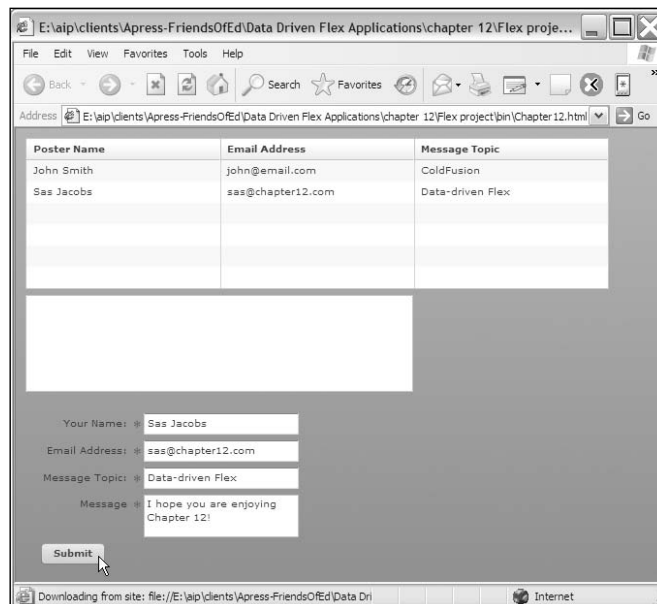 E:\aip\clients\Apress-FriendsOfEd\Data Driven Flex Applications\chapter 12\Flex proje...
File Edit View Favorites Tools Help
Back Search Favorites »
Address E:\aip\clients\Apress-FriendsOfEd\Data Driven Flex Applications\chapter 12\Flex project\bin\Chapter12.html Go
Poster Name Email Address Message Topic
John Smith john@email.com ColdFusion
Sas Jacobs sas@chapter12.com Data-driven Flex
Your Name: * Sas Jacobs
Email Address: * sas@chapter12.com
Message Topic: * Data-driven Flex
Message * I hope you are enjoying
Chapter 12!
Submit
Downloading from site: file://E:\aip\clients\Apress-FriendsOfEd\Data Dri Internet